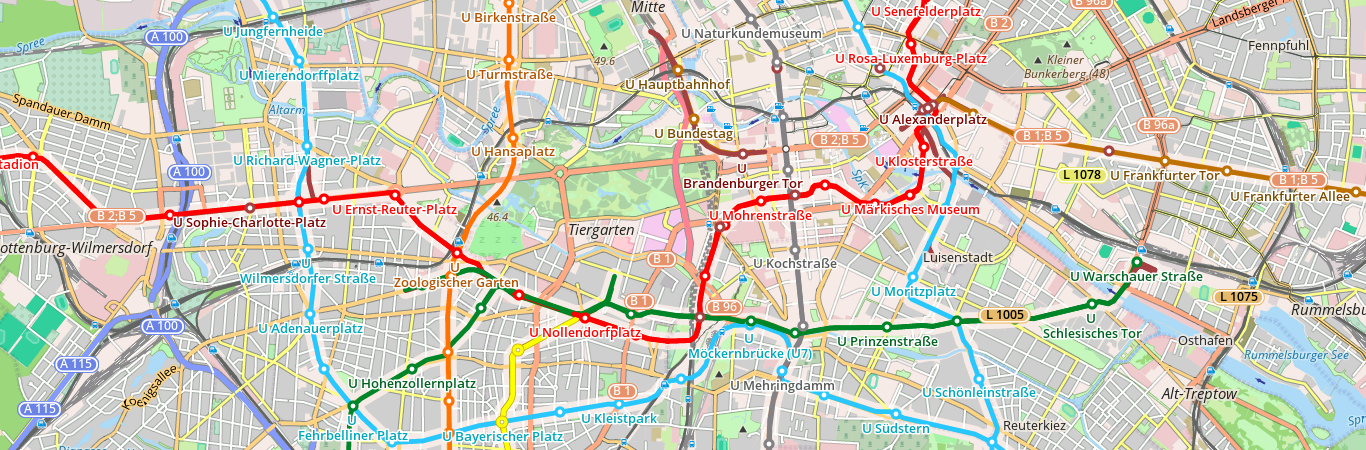 U Birkenstraße
Mitte
U Senefelderplatz
B 2
B 96a
Landsberger
U Jungfernheide
A 100
Spree
U Naturkundemuseum
Fennpfuhl
49.6
U Rosa-Luxemburg-Platz
Kleiner
Bunkerberg (48)
U Mierendorffplatz
U Turmstraße
U Hauptbahnhof
Spandauer Damm
Altarm
Spree
U Bundestag
U Alexanderplatz
B 1;B 5
B 96a
B 2;B 5
U Hansaplatz
U Richard-Wagner-Platz
U Klosterstraße
tadion
A 100
U
Brandenburger Tor
Spk
L 1078
U Frankfurter Tor
B 1;B 5
U Frankfurter Allee
B 2;B 5
U Sophie-Charlotte-Platz
U Ernst-Reuter-Platz
46.4
U Mohrenstraße
U Märkisches Museum
Tiergarten
ottenburg-Wilmersdorf
B 1
U Kochstraße
Luisenstadt
U
Wilmersdorfer Straße
U
Zoologischer Garten
U Warschauer Straße
U Moritzplatz
L 1075
B 1
B 96
L 1005
Rummelsbu
A 100
U Adenauerplatz
U Nollendorfplatz
U
Schlesisches Tor
U Prinzenstraße
Osthafen
U
Möckernbrücke (U7)
Rummelsburger See
A 115
U Hohenzollernplatz
U Mehringdamm
B 1
U Schönleinstraße
Alt-Treptow
A 115
U Kleistpark
U
Fehrbelliner Platz
U Bayerischer Platz
U Südstern
Reuterkiez
Spr